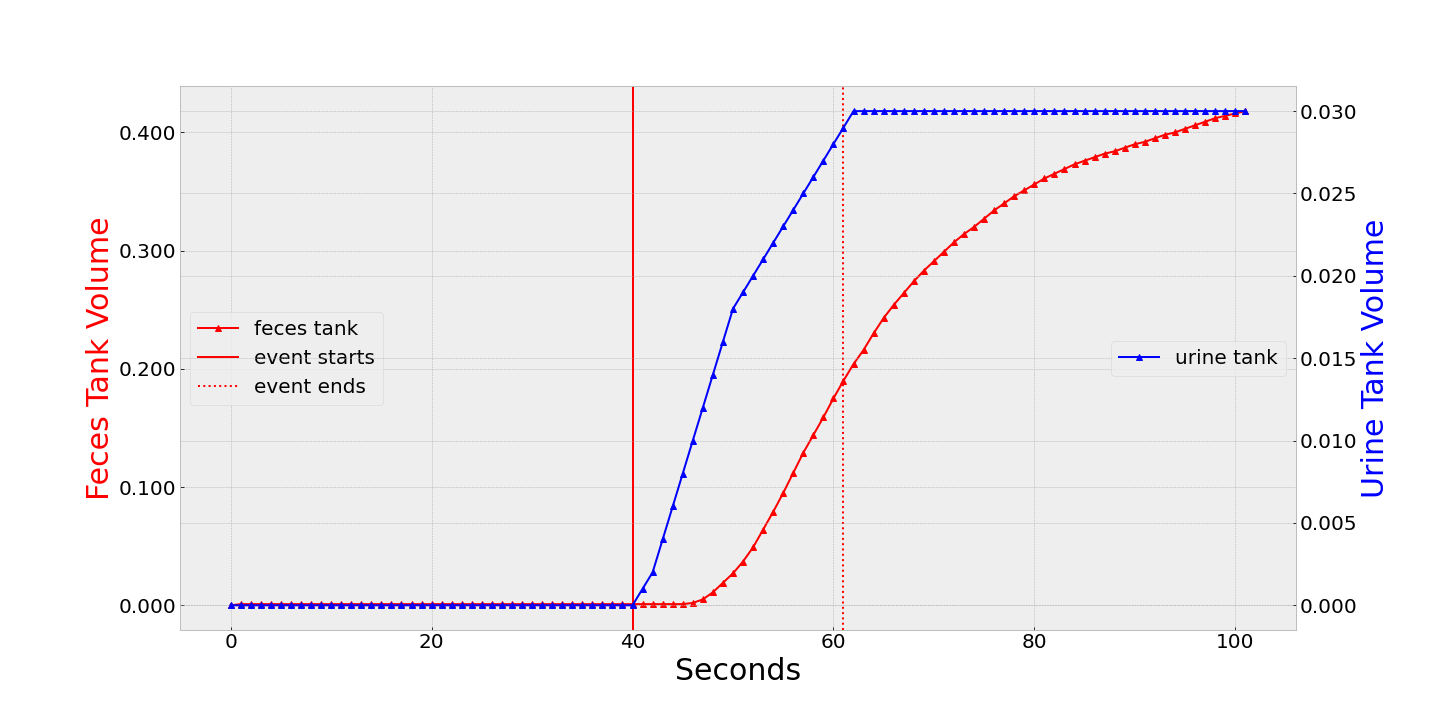 Feces Tank Volume
0.400
0.300
0.200
0.100
0.000
feces tank
event starts
event ends
urine tank
0.030
0.025
0.020
0.015
0.010
0.005
0.000
Urine Tank Volume
0 20 40 60 80 100
Seconds